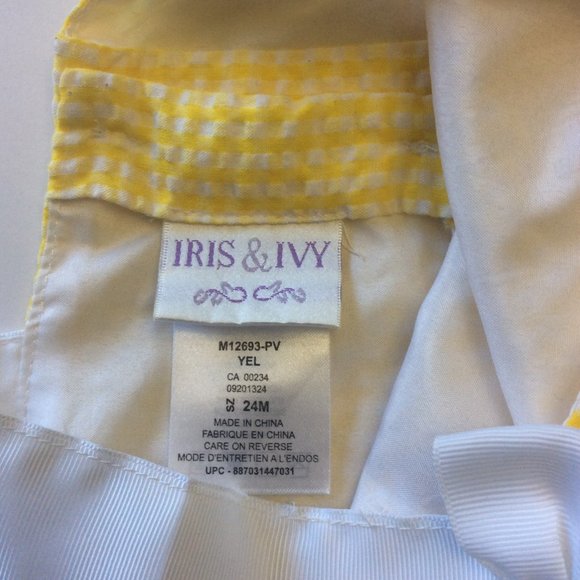 IRIS & IVY
M12693-PV
YEL
CA 00234
09201324
SZ 24M
MADE IN CHINA
FABRIQUE EN CHINA
CARE ON REVERSE
MODE D'ENTRETIEN A L'ENDOS
UPC - 887031447031